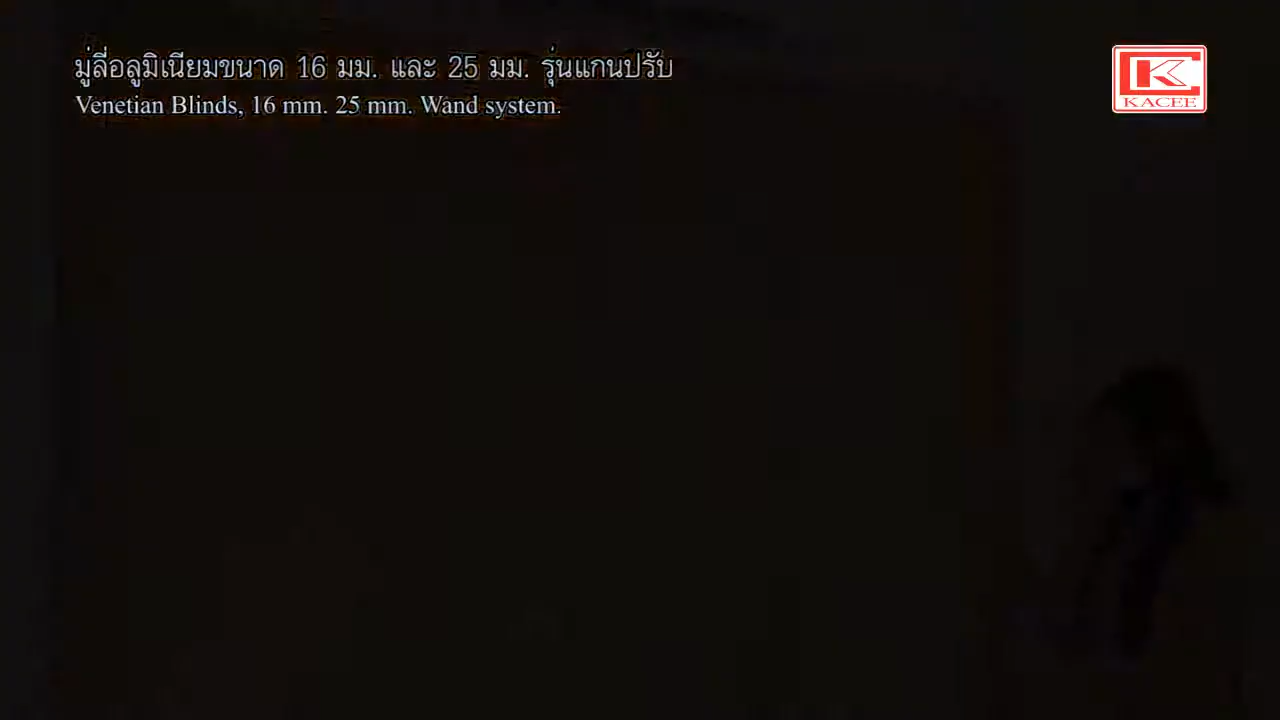 มู่ลี่อลูมิเนียมขนาด 16 มม. และ 25 มม. รุ่นแกนปรับ
Venetian Blinds, 16 mm. 25 mm. Wand system.
KACEE